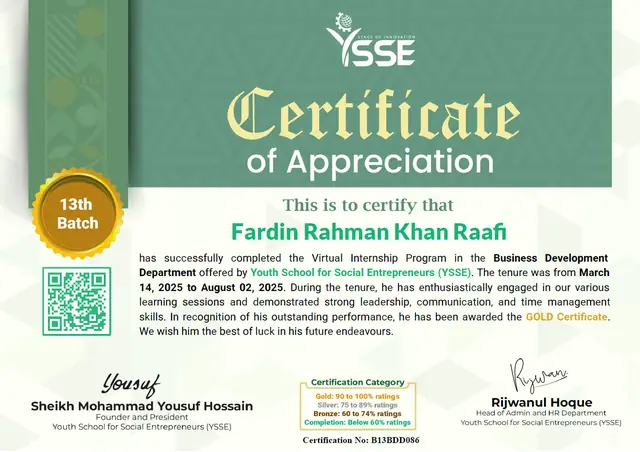 STAGE OF INNOVATION
YSSE
Certificate
of Appreciation
13th
Batch
This is to certify that
Fardin Rahman Khan Raafi
has successfully completed the Virtual Internship Program in the Business Development
Department offered by Youth School for Social Entrepreneurs (YSSE). The tenure was from March
14, 2025 to August 02, 2025. During the tenure, he has enthusiastically engaged in our various
learning sessions and demonstrated strong leadership, communication, and time management
skills. In recognition of his outstanding performance, he has been awarded the GOLD Certificate.
We wish him the best of luck in his future endeavours.
Yousuf
Sheikh Mohammad Yousuf Hossain
Founder and President
Youth School for Social Entrepreneurs (YSSE)
Certification Category
Gold: 90 to 100% ratings
Silver: 75 to 89% ratings
Bronze: 60 to 74% ratings
Completion: Below 60% ratings
Certification No: B13BDD086
Rijwan
Rijwanul Hoque
Head of Admin and HR Department
Youth School for Social Entrepreneurs (YSSE)